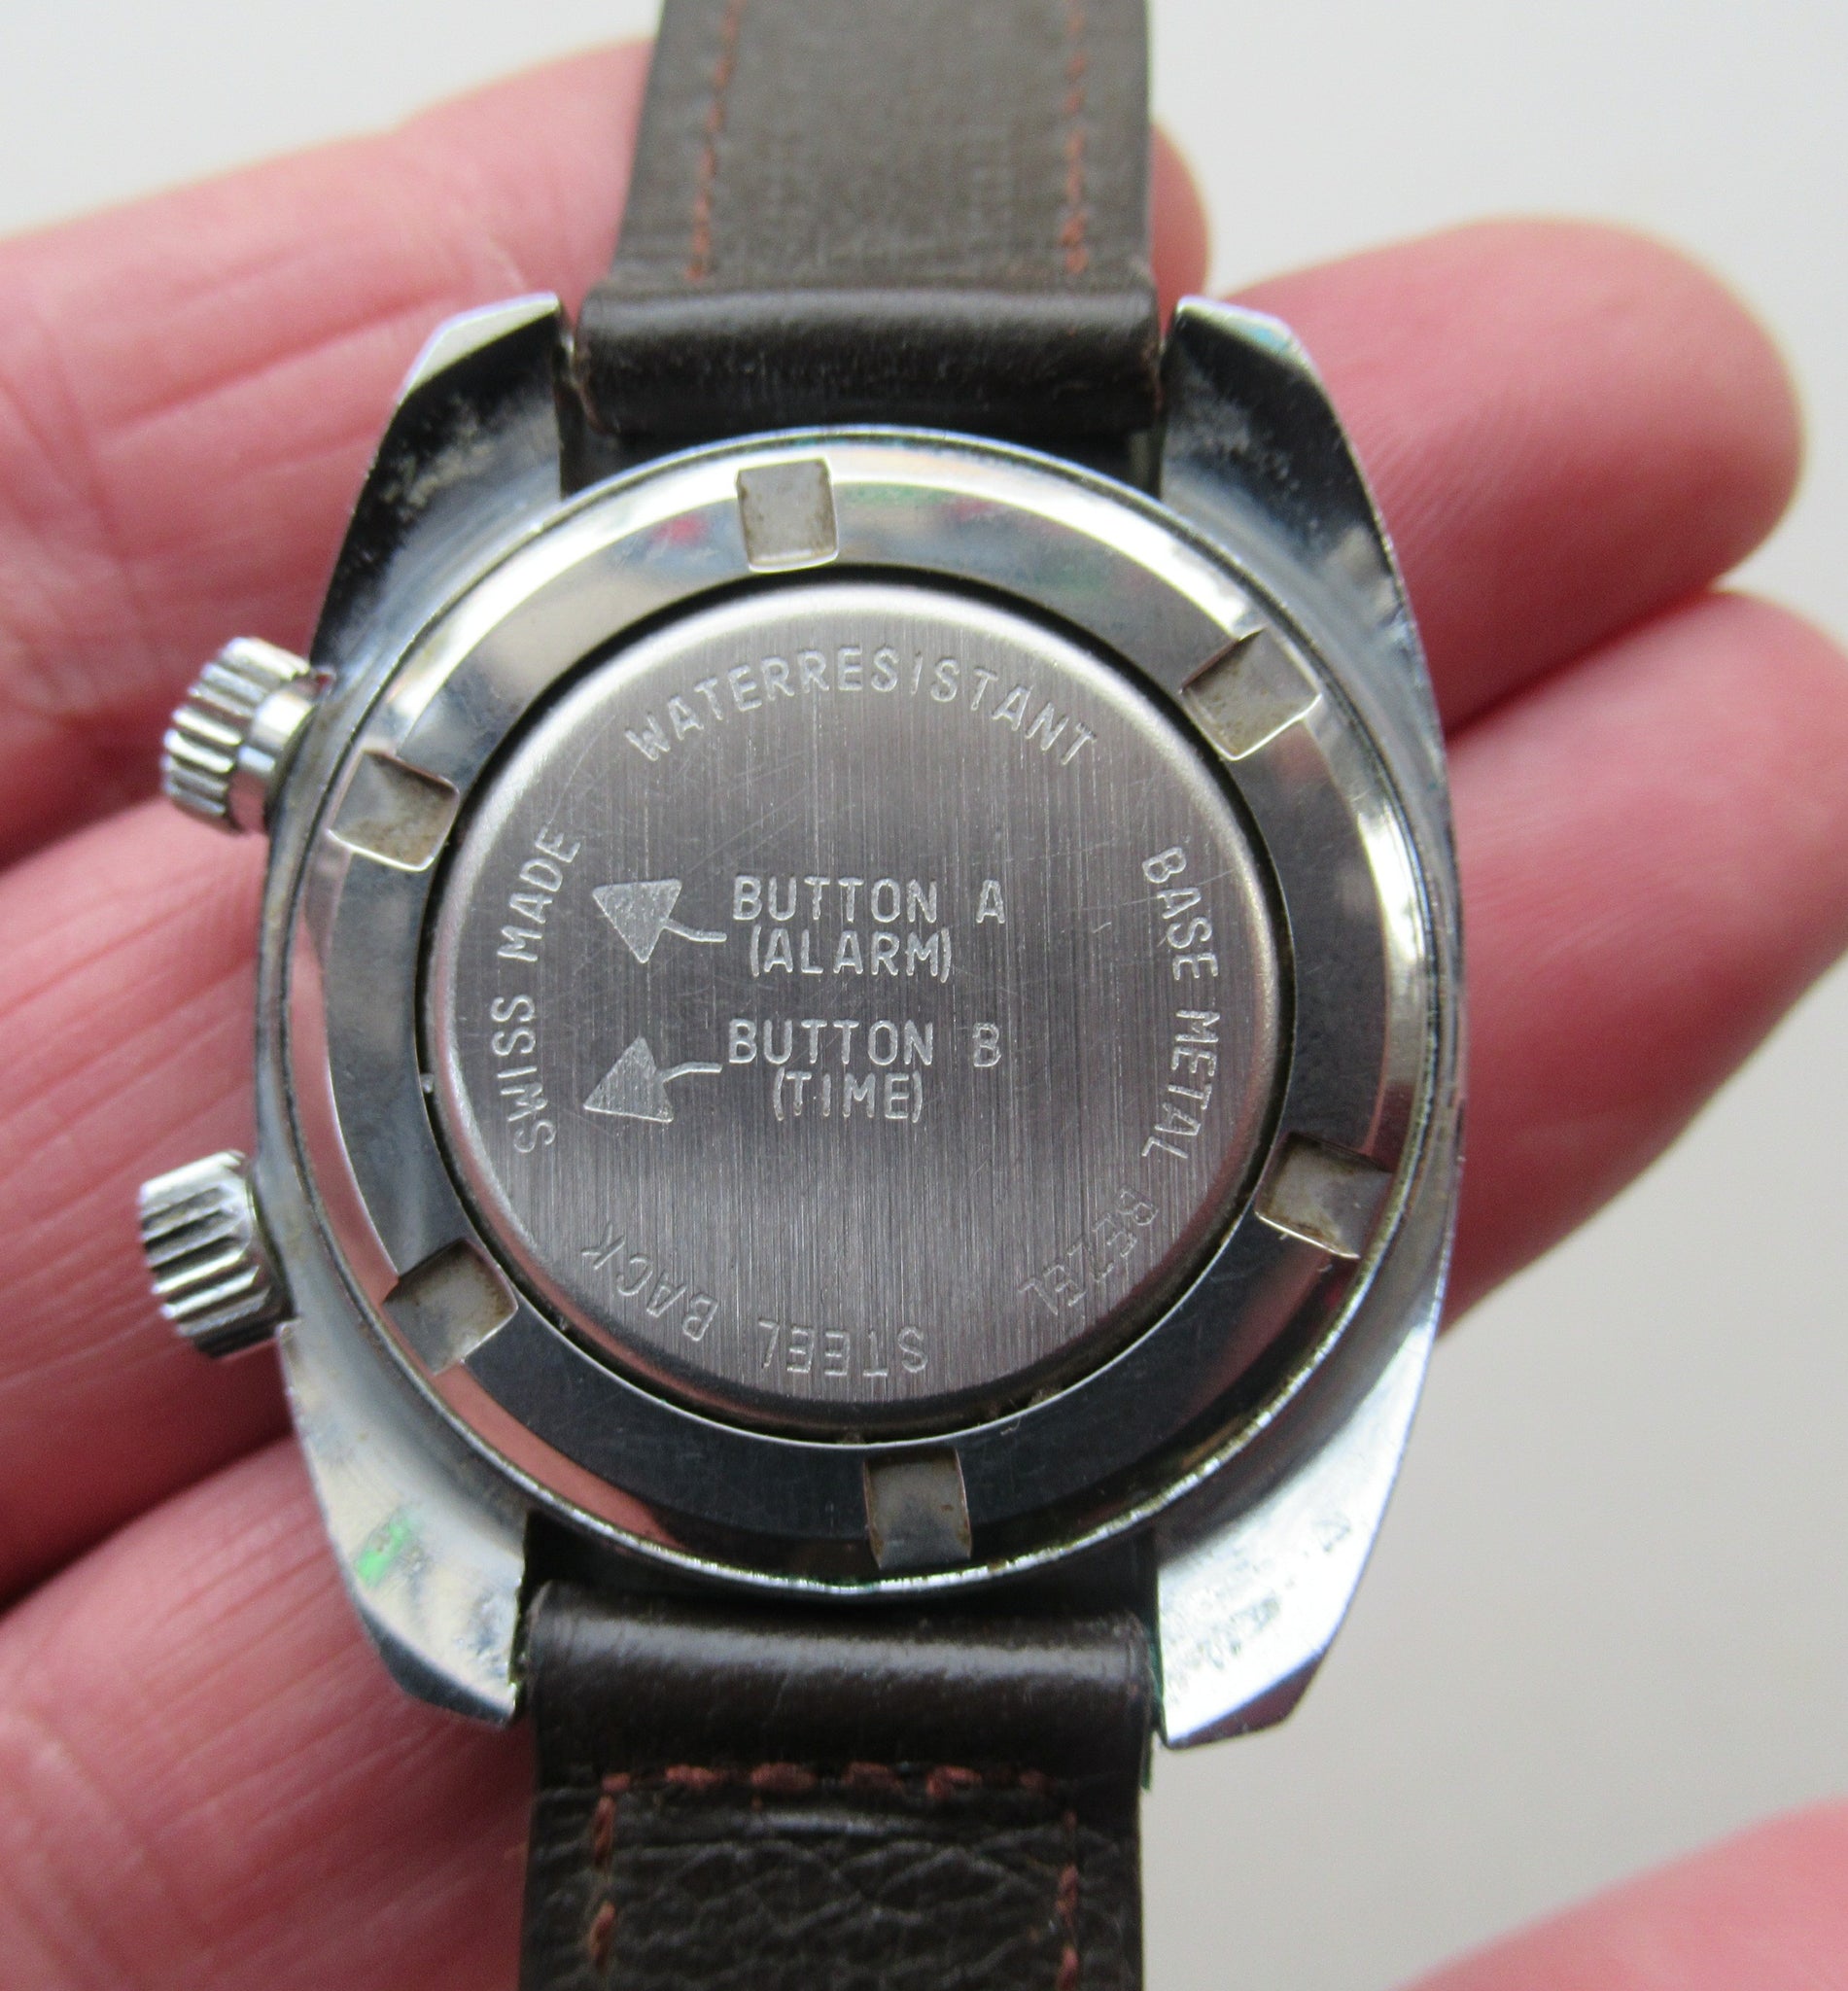 WATERRESISTANT
BASE METAL BEZEL
STEEL BACK
SWISS MADE
BUTTON A
(ALARM)
BUTTON B
(TIME)